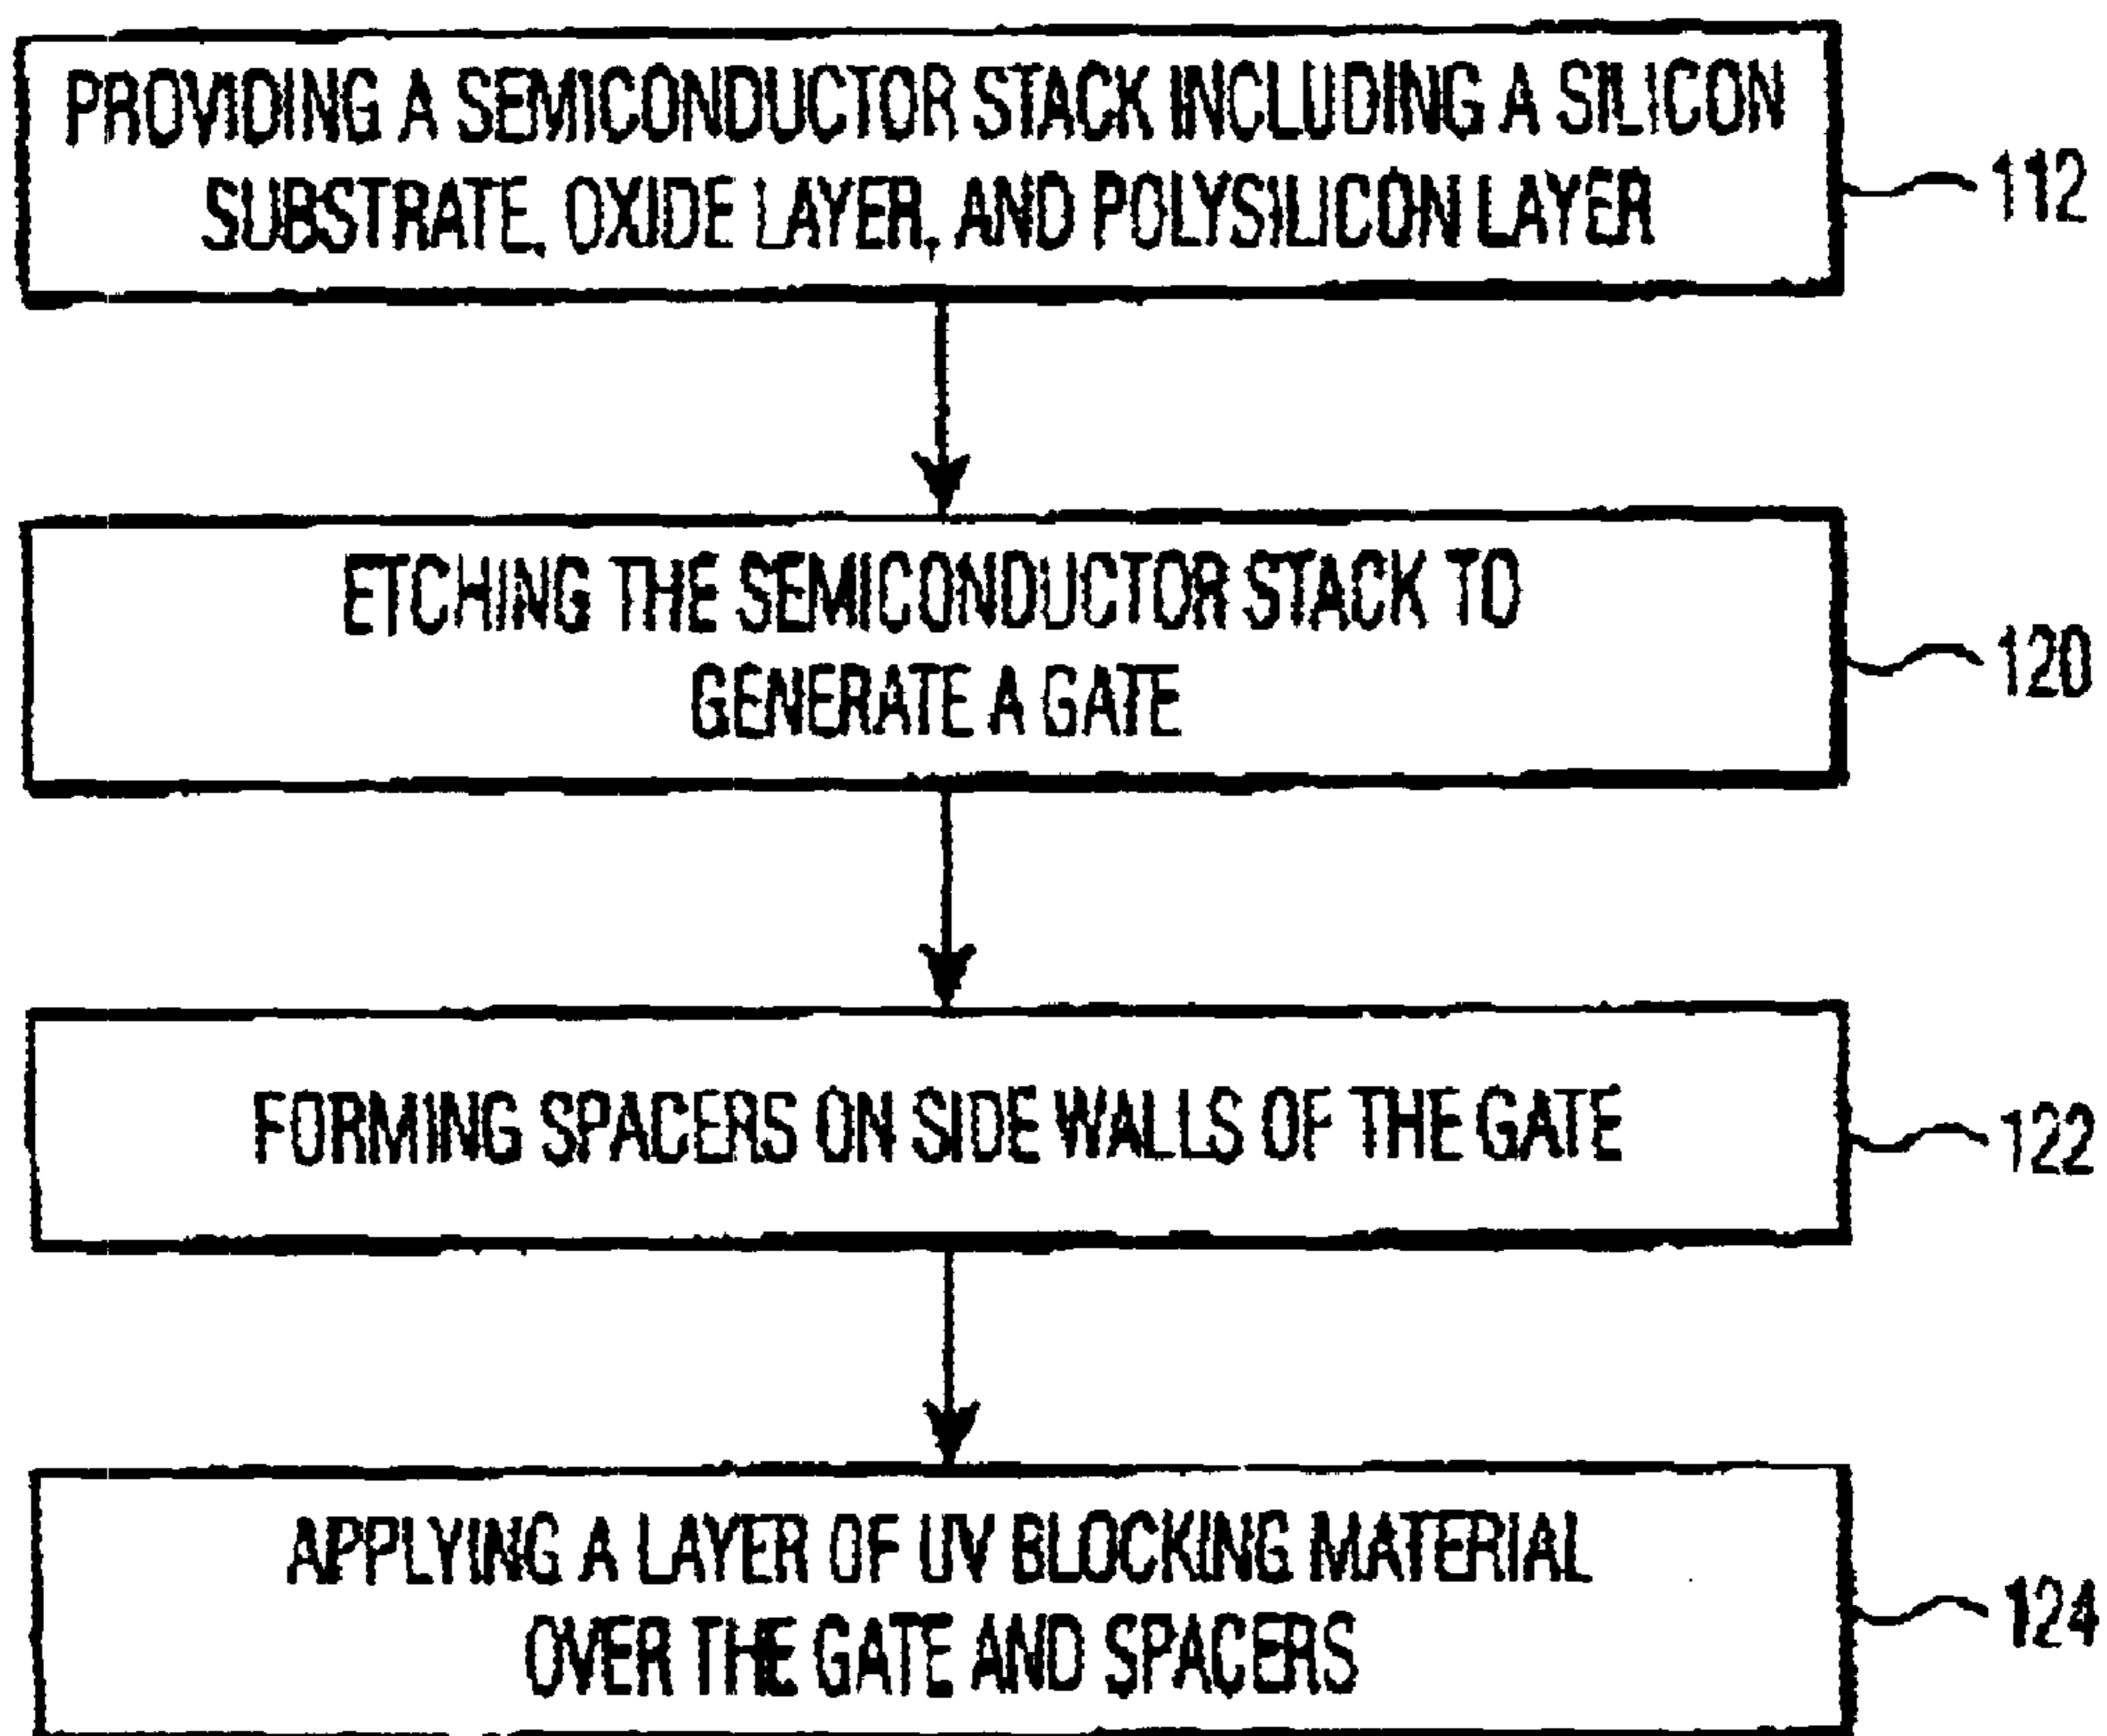 PROVIDING A SEMICONDUCTOR STACK INCLUDING A SILICON
SUBSTRATE, OXIDE LAYER, AND POLYSILICON LAYER
112
ETCHING THE SEMICONDUCTOR STACK TO
GENERATE A GATE
120
FORMING SPACERS ON SIDE WALLS OF THE GATE
122
APPLYING A LAYER OF UV BLOCKING MATERIAL
OVER THE GATE AND SPACERS
124